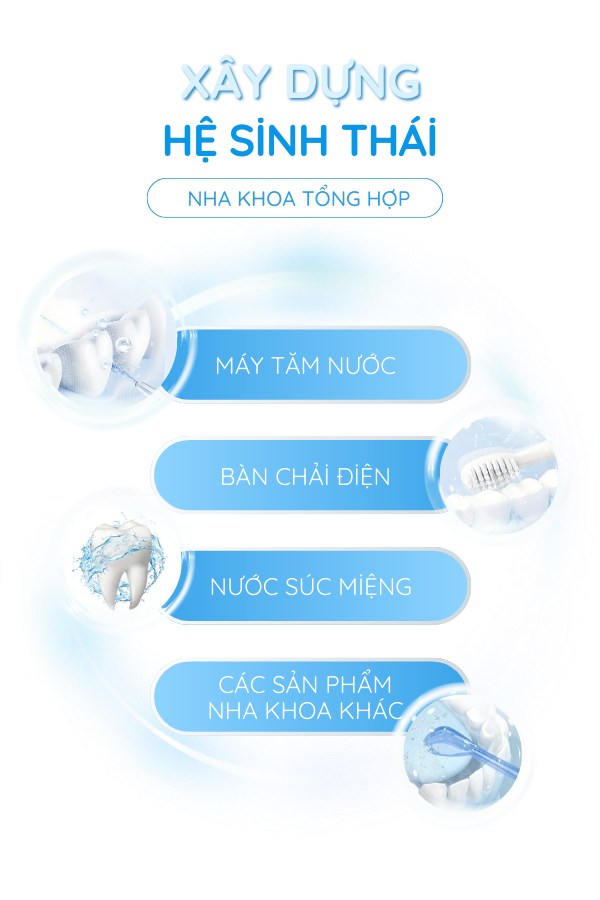 XÂY DỰNG
HỆ SINH THÁI
NHA KHOA TỔNG HỢP
MÁY TĂM NƯỚC
BÀN CHẢI ĐIỆN
NƯỚC SÚC MIỆNG
CÁC SẢN PHẨM
NHA KHOA KHÁC